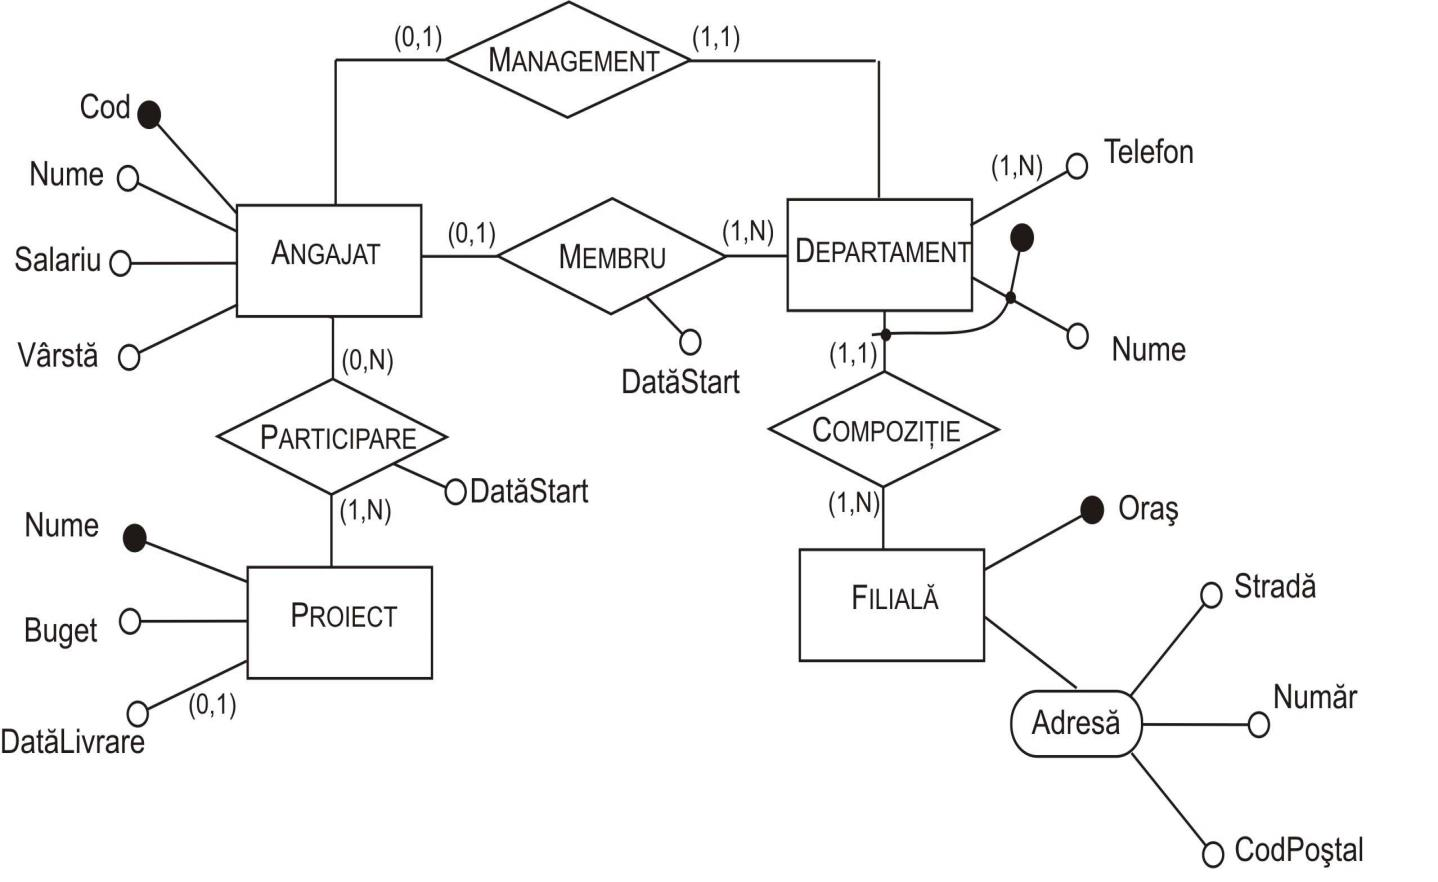 (0,1)
MANAGEMENT
(1,1)
Cod
Nume
Salariu
Vârstă
ANGAJAT
(0,1)
MEMBRU
(1,N)
DatăStart
DEPARTAMENT
(1,N)
Telefon
Nume
(0,N)
PARTICIPARE
DatăStart
(1,N)
(1,1)
COMPOZIȚIE
(1,N)
Nume
Buget
DatăLivrare
(0,1)
PROIECT
FILIALĂ
Oraş
Adresă
Stradă
Număr
CodPoştal